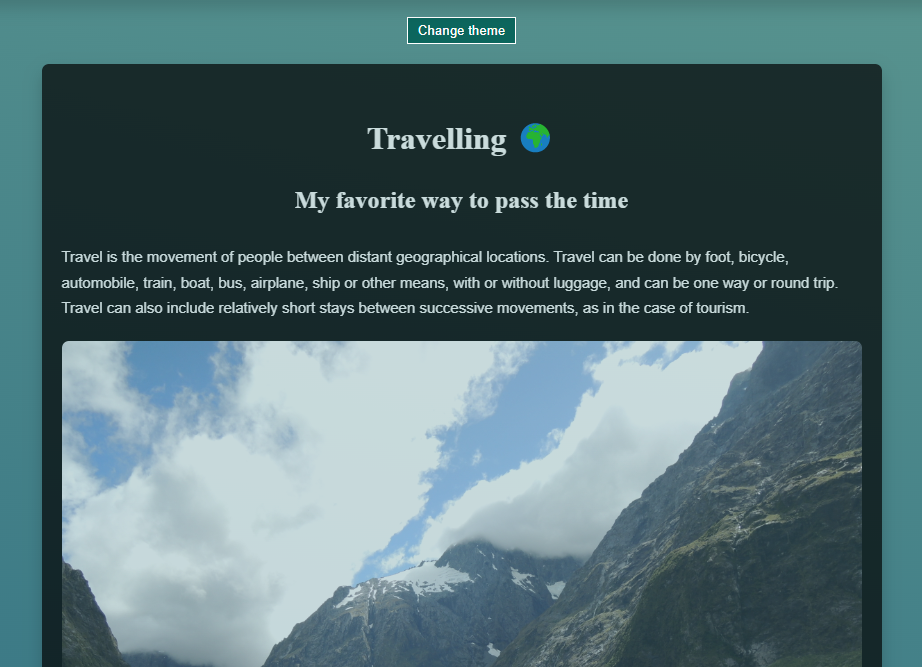 Change theme
Travelling 🌍
My favorite way to pass the time
Travel is the movement of people between distant geographical locations. Travel can be done by foot, bicycle,
automobile, train, boat, bus, airplane, ship or other means, with or without luggage, and can be one way or round trip.
Travel can also include relatively short stays between successive movements, as in the case of tourism.